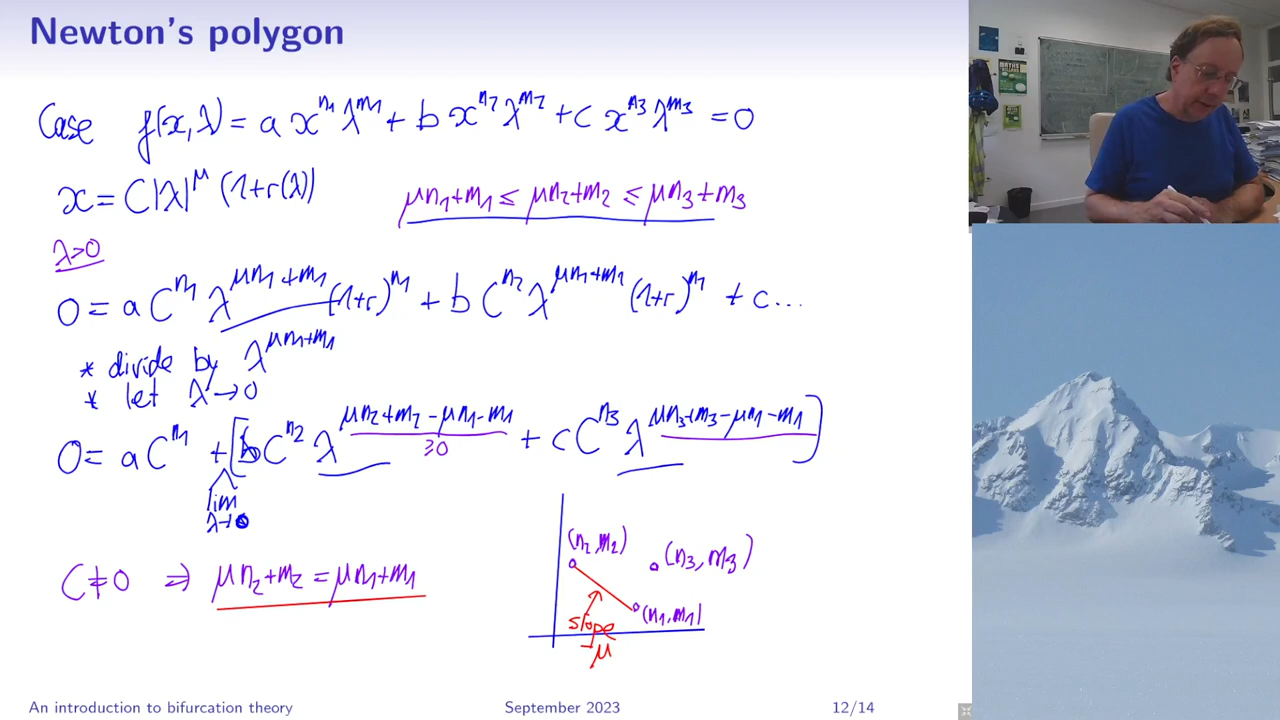 Newton's polygon
Case f(x,λ) = a x^n1 λ^m1 + b x^n2 λ^m2 + c x^n3 λ^m3 = 0
x = C|λ|^μ (1+r(λ))
μn1+m1 ≤ μn2+m2 ≤ μn3+m3
λ>0
0 = a C^n1 λ^μn1+m1 (1+r)^n1 + b C^n2 λ^μn1+m2 (1+r)^n1 + c ...
* divide by λ^μn1+m1
* let λ→0
0 = a C^n1 + [b C^n2 λ^μn2+m2-μn1-m1 + c C^n3 λ^μn3+m3-μn1-m1]
≥0
lim
λ→0
(n2,m2)
(n3,m3)
C≠0 ⇒ μn2+m2 = μn1+m1
(n1,m1)
slope
-1/μ
An introduction to bifurcation theory September 2023 12/14